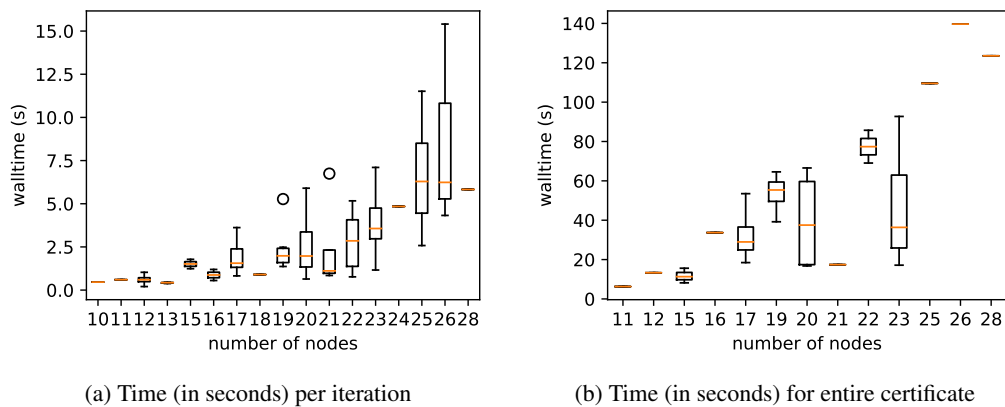 15.0
12.5
10.0
7.5
5.0
2.5
0.0
walltime (s)
10 11 12 13 15 16 17 18 19 20 21 22 23 24 25 26 28
number of nodes
(a) Time (in seconds) per iteration
140
120
100
80
60
40
20
0
walltime (s)
11 12 15 16 17 19 20 21 22 23 25 26 28
number of nodes
(b) Time (in seconds) for entire certificate